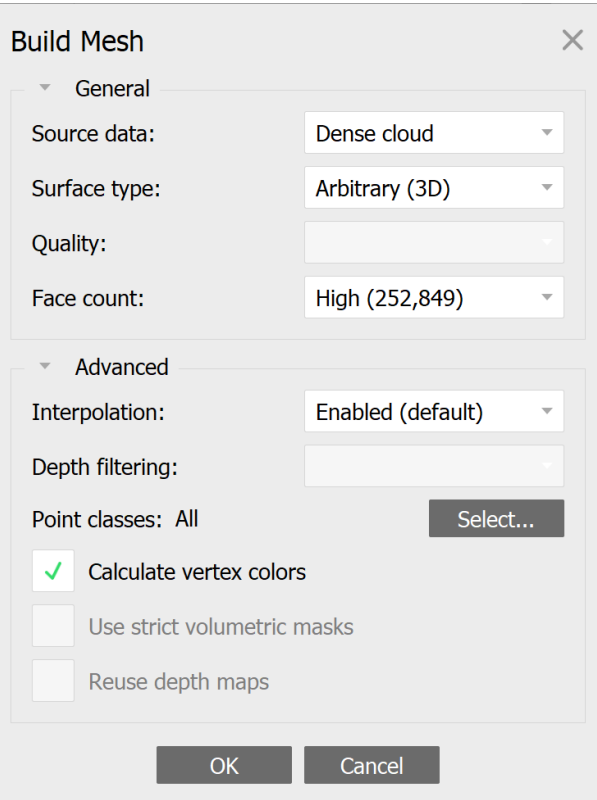 Build Mesh
General
Source data: Dense cloud
Surface type: Arbitrary (3D)
Quality:
Face count: High (252,849)
Advanced
Interpolation: Enabled (default)
Depth filtering:
Point classes: All Select...
Calculate vertex colors
Use strict volumetric masks
Reuse depth maps
OK Cancel